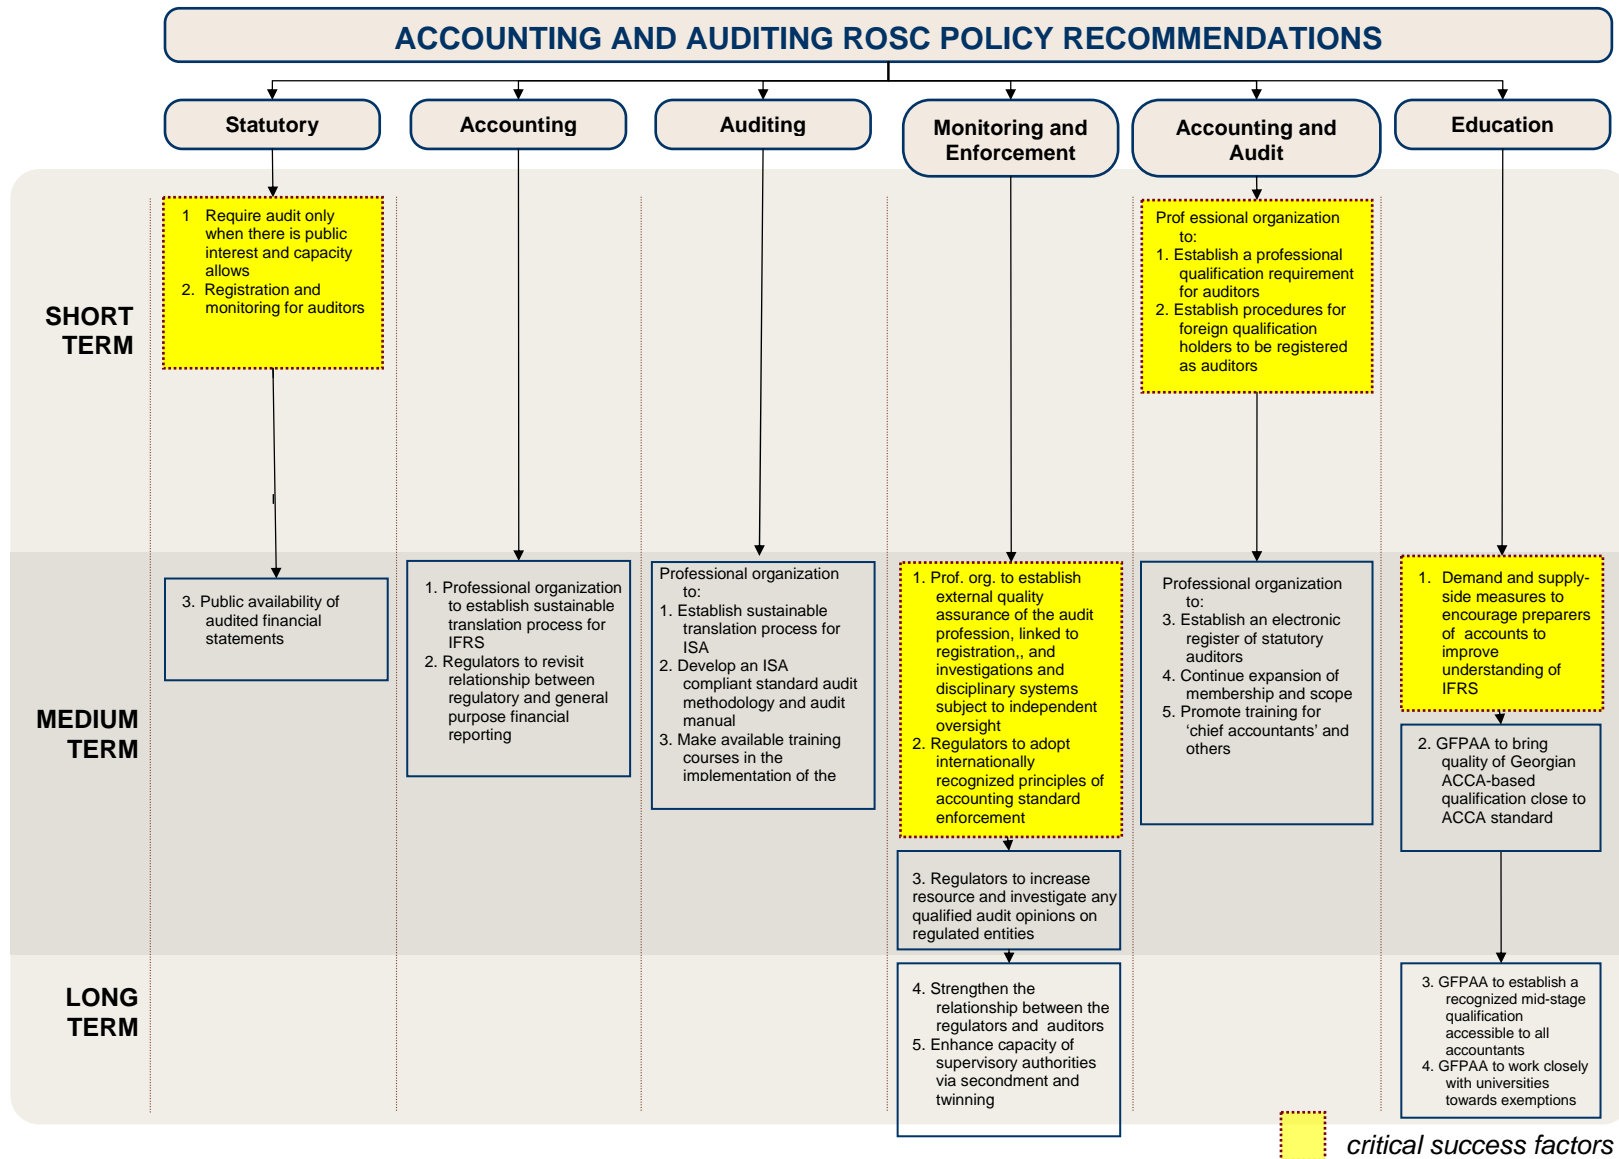 ACCOUNTING AND AUDITING ROSC POLICY RECOMMENDATIONS
Statutory
Accounting
Auditing
Monitoring and
Enforcement
Accounting and
Audit
Education
SHORT
TERM
1 Require audit only
when there is public
interest and capacity
allows
2. Registration and
monitoring for auditors
Prof essional organization
to:
1. Establish a professional
qualification requirement
for auditors
2. Establish procedures for
foreign qualification
holders to be registered
as auditors
MEDIUM
TERM
3. Public availability of
audited financial
statements
1. Professional organization
to establish sustainable
translation process for
IFRS
2. Regulators to revisit
relationship between
regulatory and general
purpose financial
reporting
Professional organization
to:
1. Establish sustainable
translation process for
ISA
2. Develop an ISA
compliant standard audit
methodology and audit
manual
3. Make available training
courses in the
implementation of the
1. Prof. org. to establish
external quality
assurance of the audit
profession, linked to
registration,, and
investigations and
disciplinary systems
subject to independent
oversight
2. Regulators to adopt
internationally
recognized principles of
accounting standard
enforcement
3. Regulators to increase
resource and investigate any
qualified audit opinions on
regulated entities
Professional organization
to:
3. Establish an electronic
register of statutory
auditors
4. Continue expansion of
membership and scope
5. Promote training for
‘chief accountants’ and
others
1. Demand and supply-
side measures to
encourage preparers
of accounts to
improve
understanding of
IFRS
2. GFPAA to bring
quality of Georgian
ACCA-based
qualification close to
ACCA standard
LONG
TERM
4. Strengthen the
relationship between the
regulators and auditors
5. Enhance capacity of
supervisory authorities
via secondment and
twinning
3. GFPAA to establish a
recognized mid-stage
qualification
accessible to all
accountants
4. GFPAA to work closely
with universities
towards exemptions
critical success factors